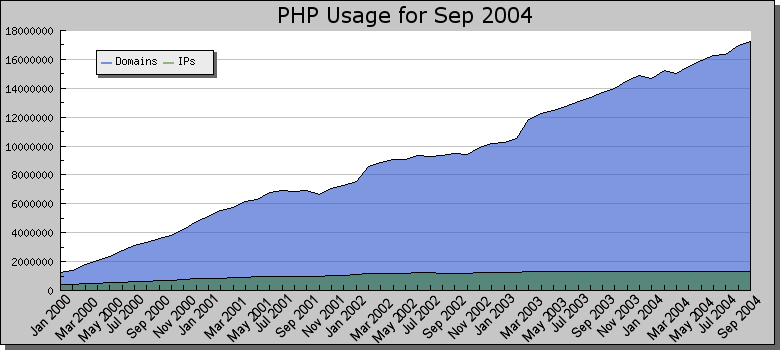 PHP Usage for Sep 2004
18000000
16000000
14000000
12000000
10000000
8000000
6000000
4000000
2000000
0
Domains IPs
Jan 2000
Mar 2000
May 2000
Jul 2000
Sep 2000
Nov 2000
Jan 2001
Mar 2001
May 2001
Jul 2001
Sep 2001
Nov 2001
Jan 2002
Mar 2002
May 2002
Jul 2002
Sep 2002
Nov 2002
Jan 2003
Mar 2003
May 2003
Jul 2003
Sep 2003
Nov 2003
Jan 2004
Mar 2004
May 2004
Jul 2004
Sep 2004